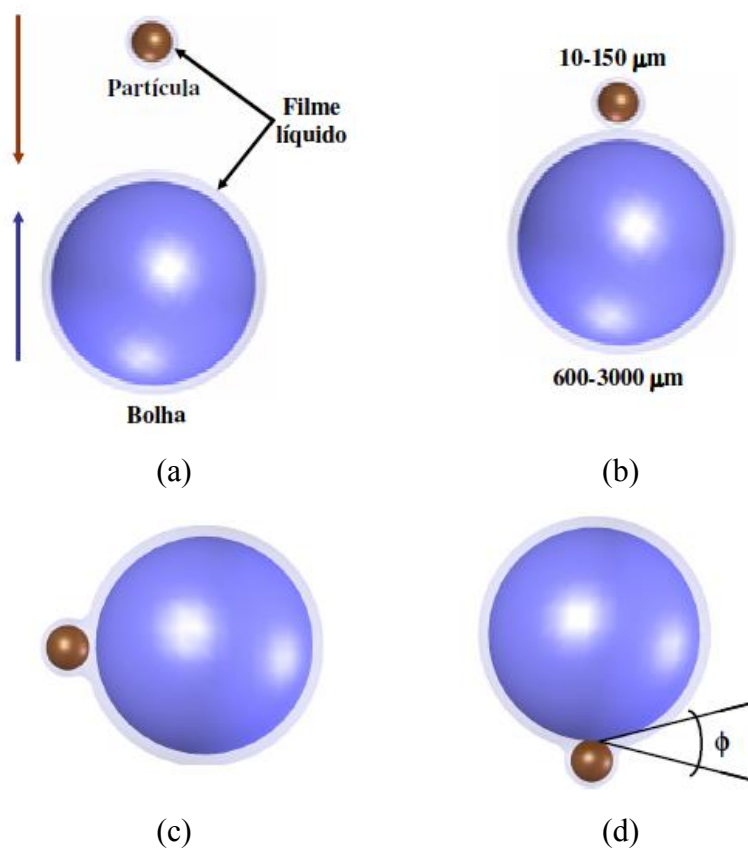 Partícula
Filme
líquido
Bolha
(a)
10-150 μm
600-3000 μm
(b)
(c)
ϕ
(d)